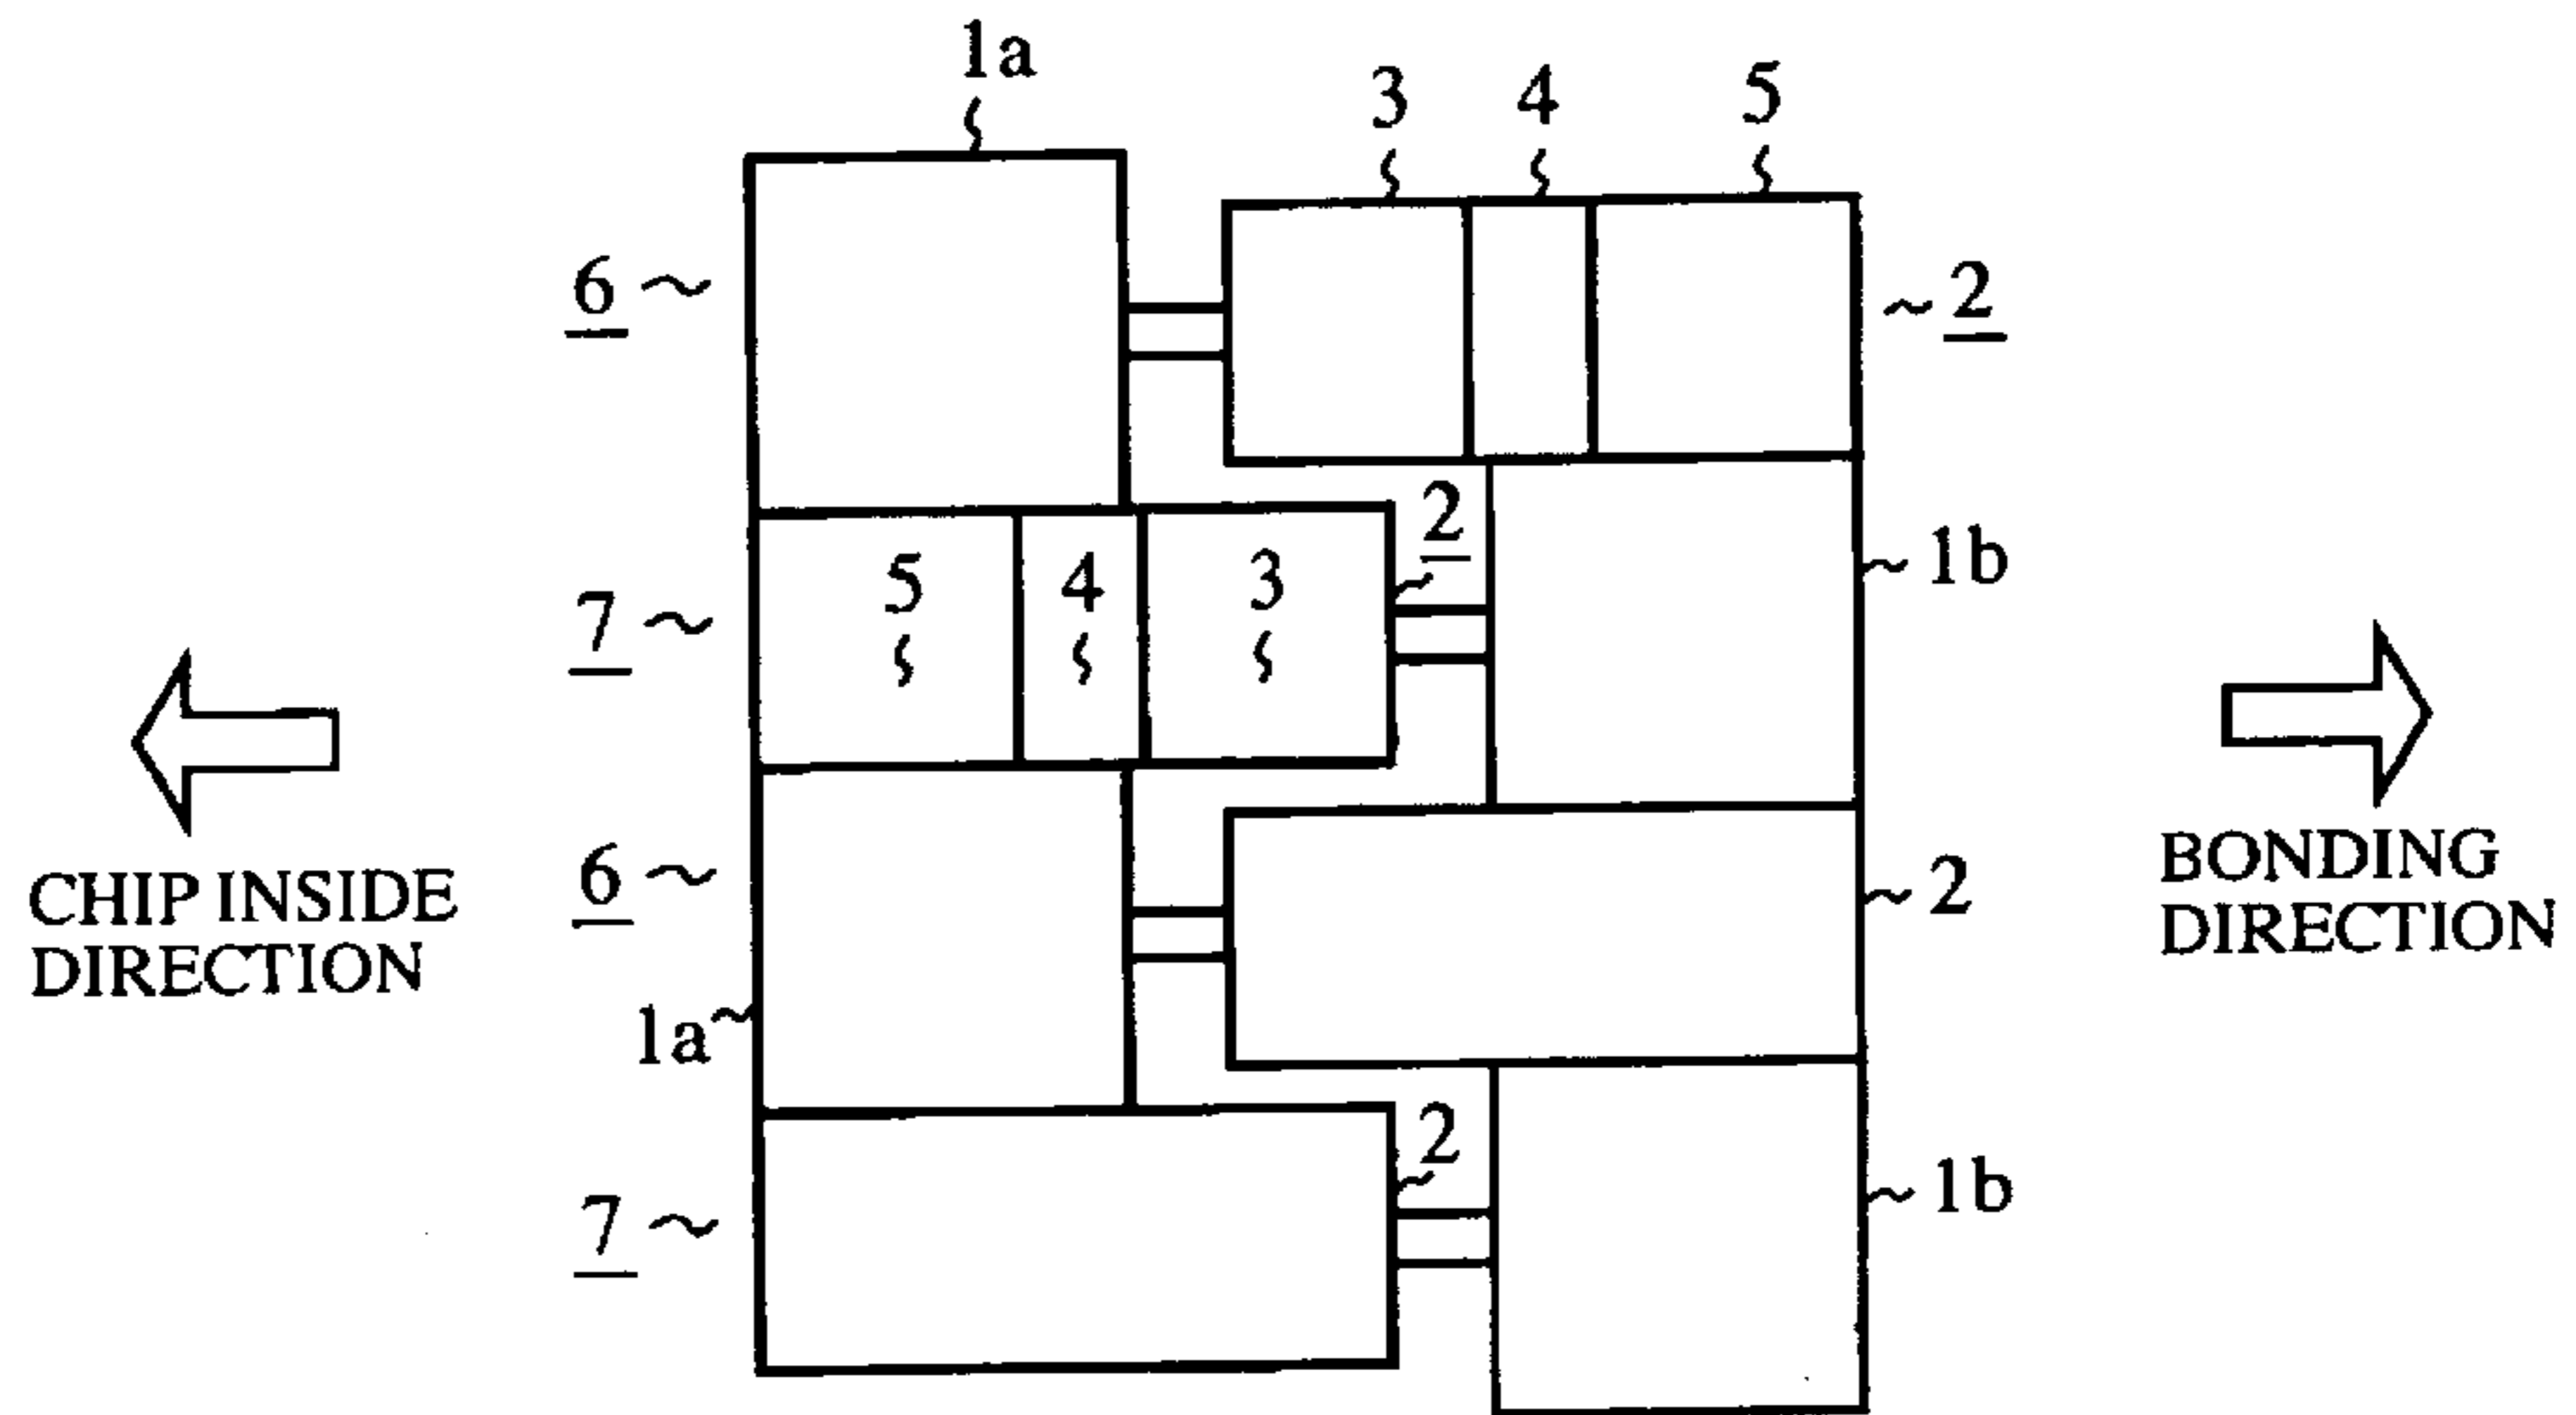 1a
3 4 5
6 2
2
1b
7 5 4 3
6 2
CHIP INSIDE
DIRECTION
BONDING
DIRECTION
1a
2
7 1b